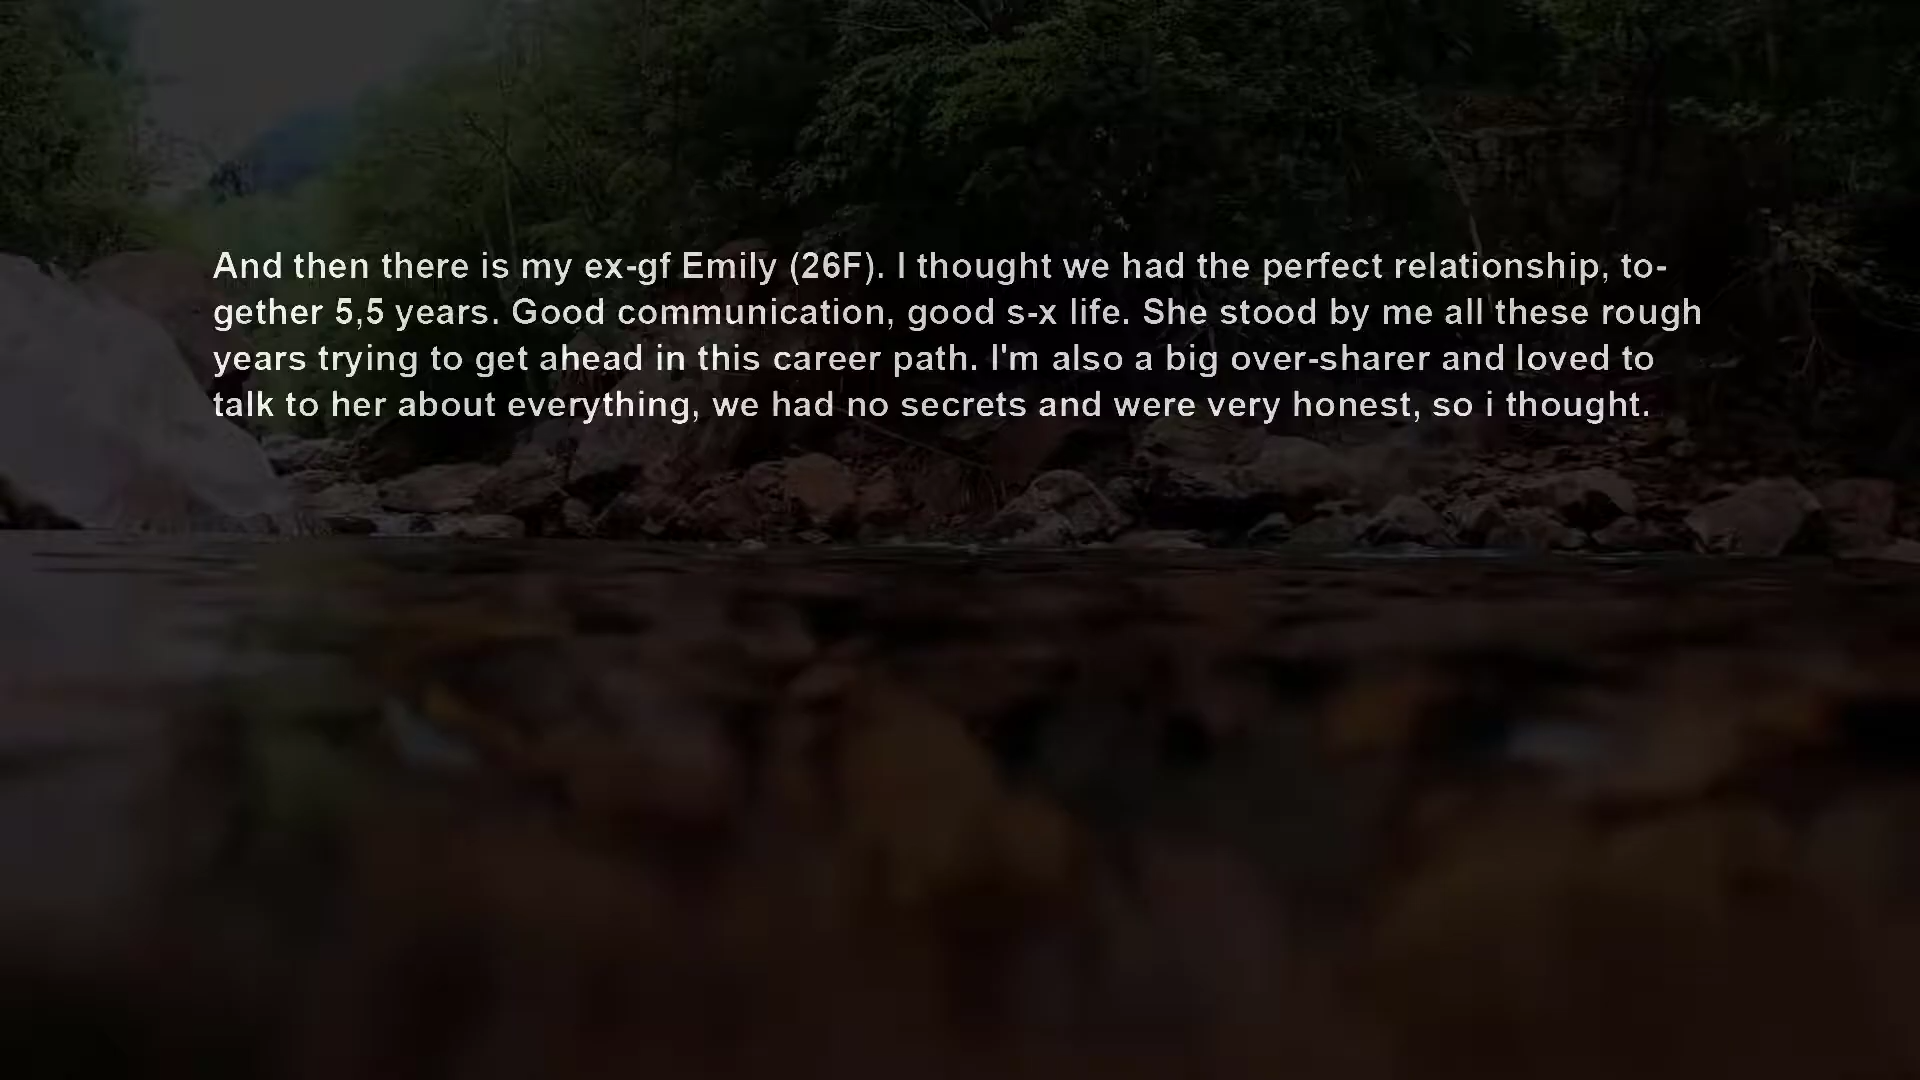 And then there is my ex-gf Emily (26F). I thought we had the perfect relationship, to-
gether 5,5 years. Good communication, good s-x life. She stood by me all these rough
years trying to get ahead in this career path. I'm also a big over-sharer and loved to
talk to her about everything, we had no secrets and were very honest, so i thought.